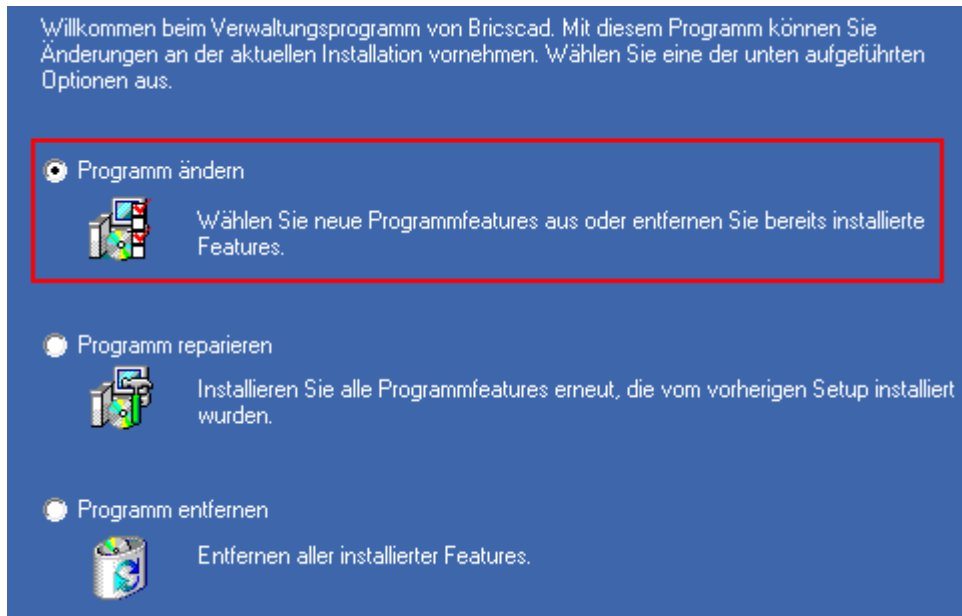 Willkommen beim Verwaltungsprogramm von Bricscad. Mit diesem Programm können Sie
Änderungen an der aktuellen Installation vornehmen. Wählen Sie eine der unten aufgeführten
Optionen aus.
Programm ändern
Wählen Sie neue Programmfeatures aus oder entfernen Sie bereits installierte
Features.
Programm reparieren
Installieren Sie alle Programmfeatures erneut, die vom vorherigen Setup installiert
wurden.
Programm entfernen
Entfernen aller installierter Features.